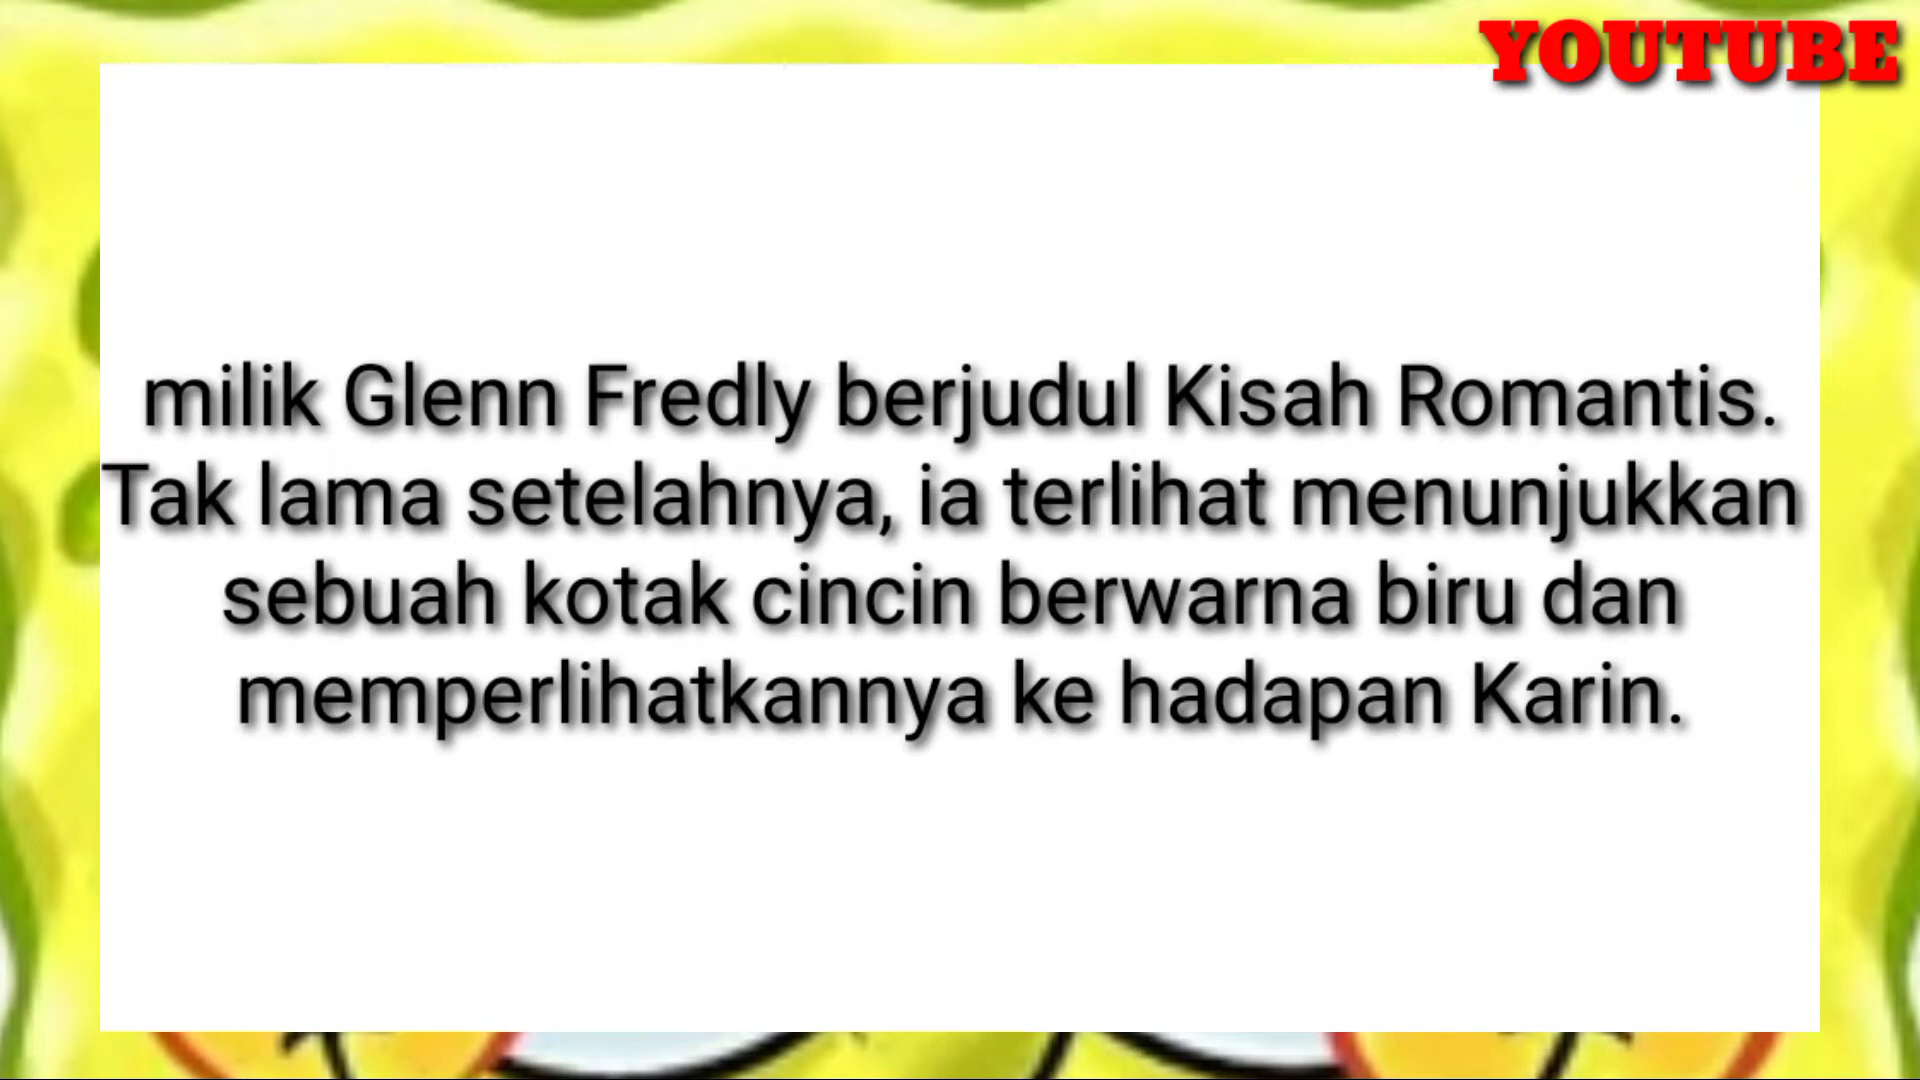 YOUTUBE
milik Glenn Fredly berjudul Kisah Romantis.
Tak lama setelahnya, ia terlihat menunjukkan
sebuah kotak cincin berwarna biru dan
memperlihatkannya ke hadapan Karin.